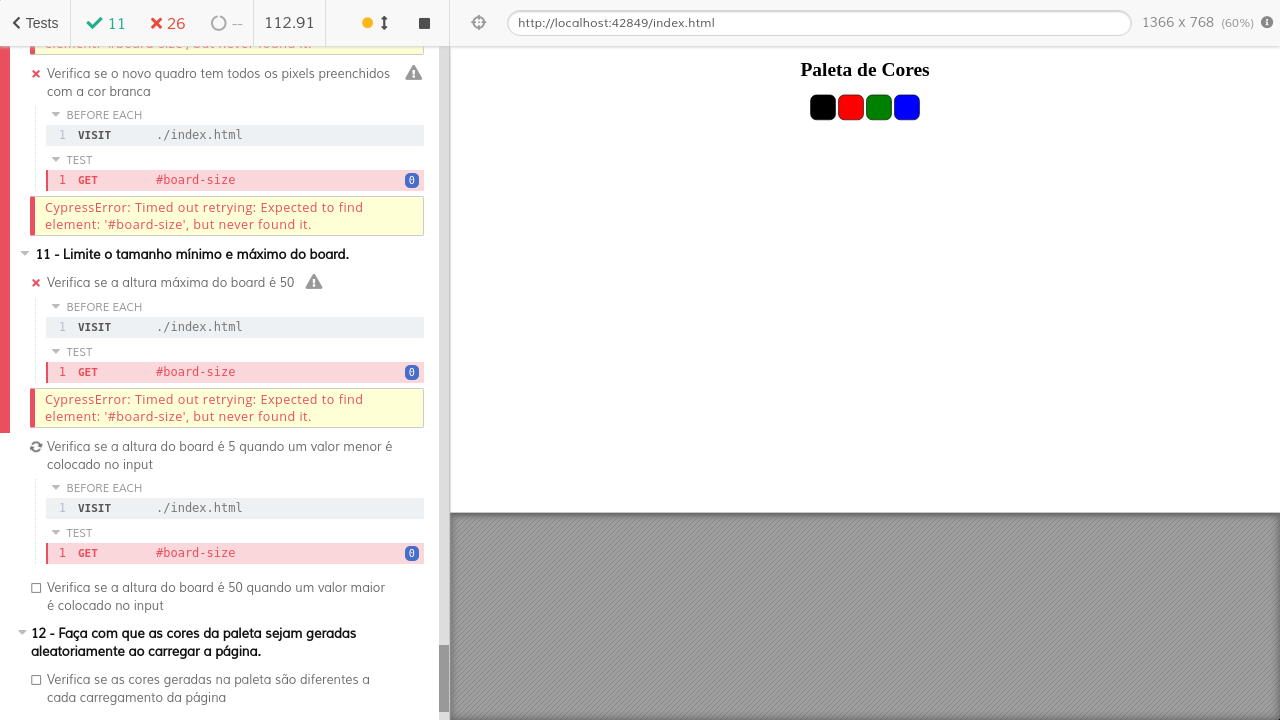 Tests 11 26 -- 112.91
http://localhost:42849/index.html 1366 x 768 (60%)
element: '#board-size', but never found it.
Verifica se o novo quadro tem todos os pixels preenchidos
com a cor branca
BEFORE EACH
1 VISIT ./index.html
TEST
1 GET #board-size 0
CypressError: Timed out retrying: Expected to find
element: '#board-size', but never found it.
11 - Limite o tamanho mínimo e máximo do board.
Verifica se a altura máxima do board é 50
BEFORE EACH
1 VISIT ./index.html
TEST
1 GET #board-size 0
CypressError: Timed out retrying: Expected to find
element: '#board-size', but never found it.
Verifica se a altura do board é 5 quando um valor menor é
colocado no input
BEFORE EACH
1 VISIT ./index.html
TEST
1 GET #board-size 0
Verifica se a altura do board é 50 quando um valor maior
é colocado no input
12 - Faça com que as cores da paleta sejam geradas
aleatoriamente ao carregar a página.
Verifica se as cores geradas na paleta são diferentes a
cada carregamento da página
Paleta de Cores